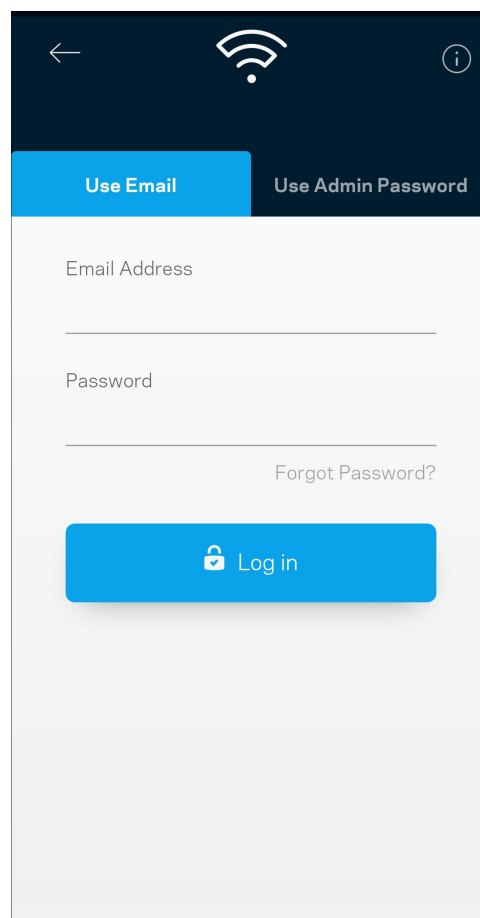 Use Email
Use Admin Password
Email Address
Password
Forgot Password?
Log in